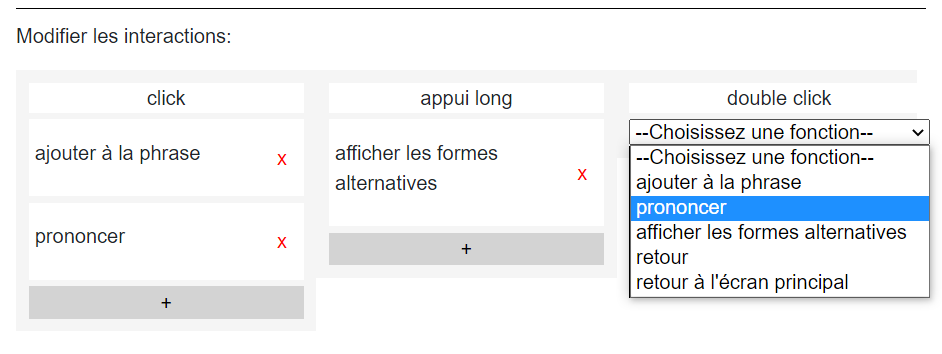 Modifier les interactions:
click
ajouter à la phrase
x
prononcer
x
+
appui long
afficher les formes
alternatives
x
+
double click
--Choisissez une fonction--
--Choisissez une fonction--
ajouter à la phrase
prononcer
afficher les formes alternatives
retour
retour à l'écran principal